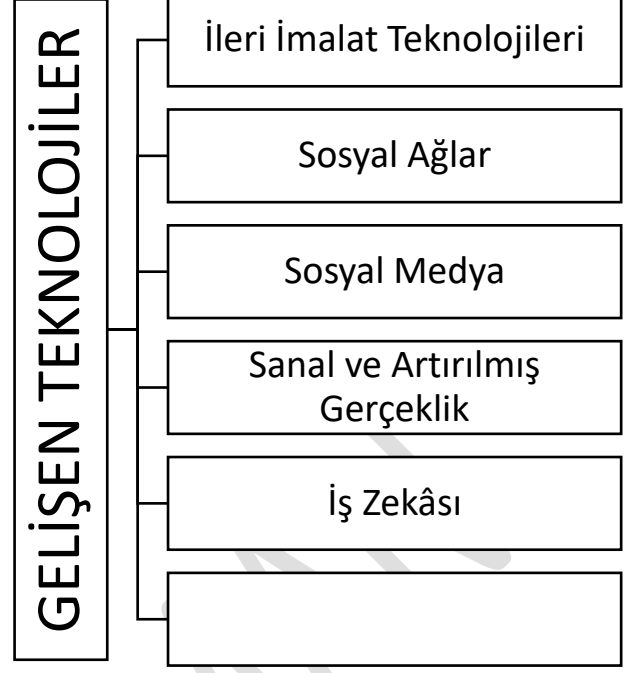 GELİŞEN TEKNOLOJİLER
İleri İmalat Teknolojileri
Sosyal Ağlar
Sosyal Medya
Sanal ve Artırılmış
Gerçeklik
İş Zekâsı